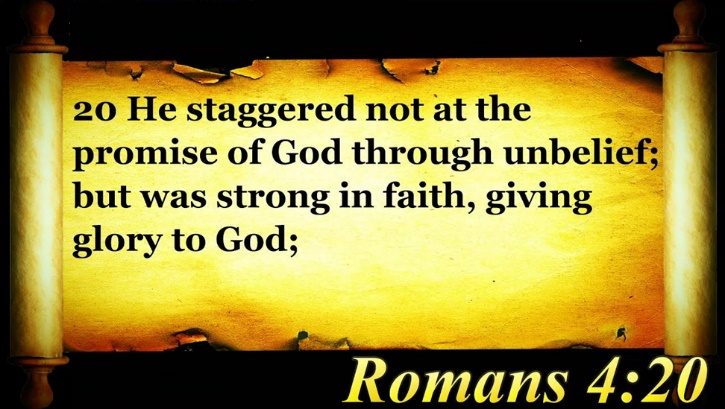 20 He staggered not at the
promise of God through unbelief;
but was strong in faith, giving
glory to God;
Romans 4:20